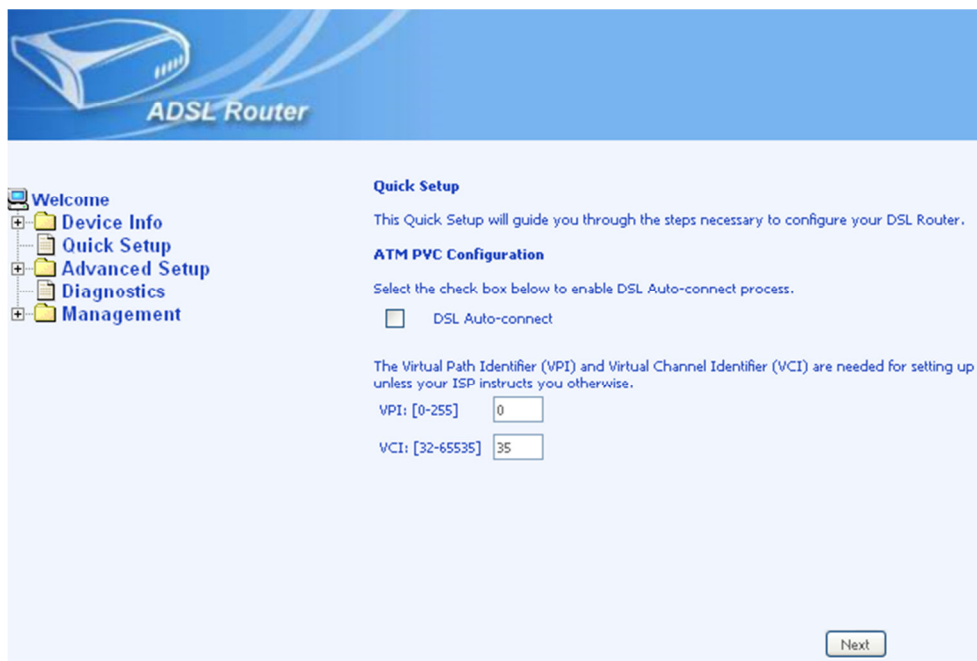 ADSL Router
Welcome
Device Info
Quick Setup
Advanced Setup
Diagnostics
Management
Quick Setup
This Quick Setup will guide you through the steps necessary to configure your DSL Router.
ATM PVC Configuration
Select the check box below to enable DSL Auto-connect process.
DSL Auto-connect
The Virtual Path Identifier (VPI) and Virtual Channel Identifier (VCI) are needed for setting up
unless your ISP instructs you otherwise.
VPI: [0-255] 0
VCI: [32-65535] 35
Next